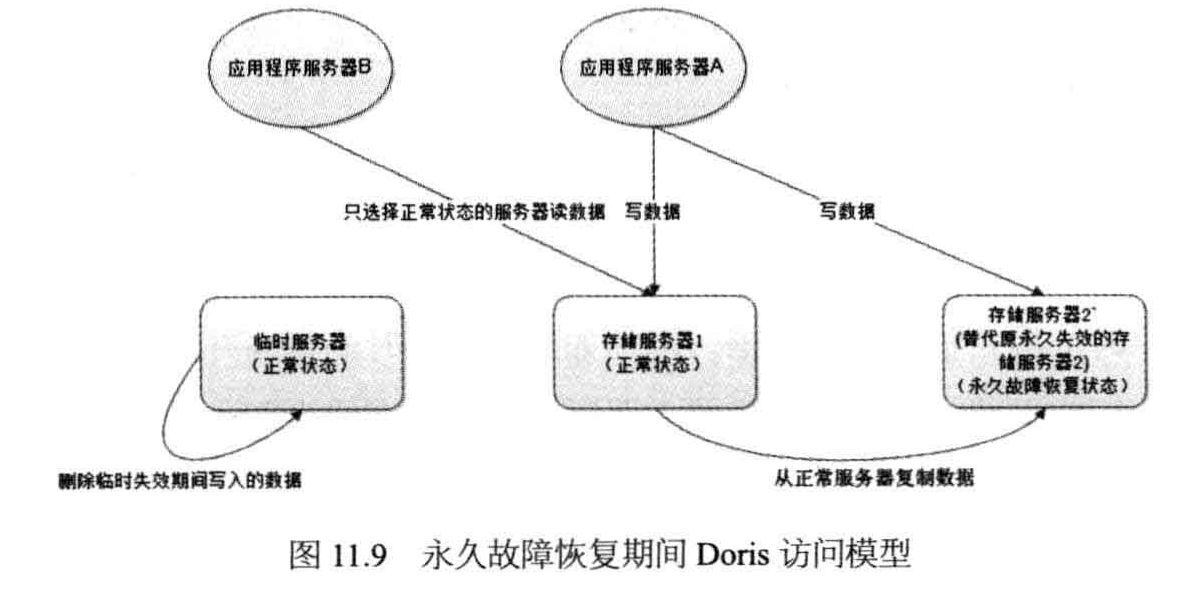 应用程序服务器B
应用程序服务器A
只选择正常状态的服务器读数据
写数据
写数据
临时服务器
（正常状态）
存储服务器1
（正常状态）
存储服务器2`
(替代原永久失效的存
储服务器2)
（永久故障恢复状态）
删除临时失效期间写入的数据
从正常服务器复制数据
图 11.9 永久故障恢复期间 Doris 访问模型